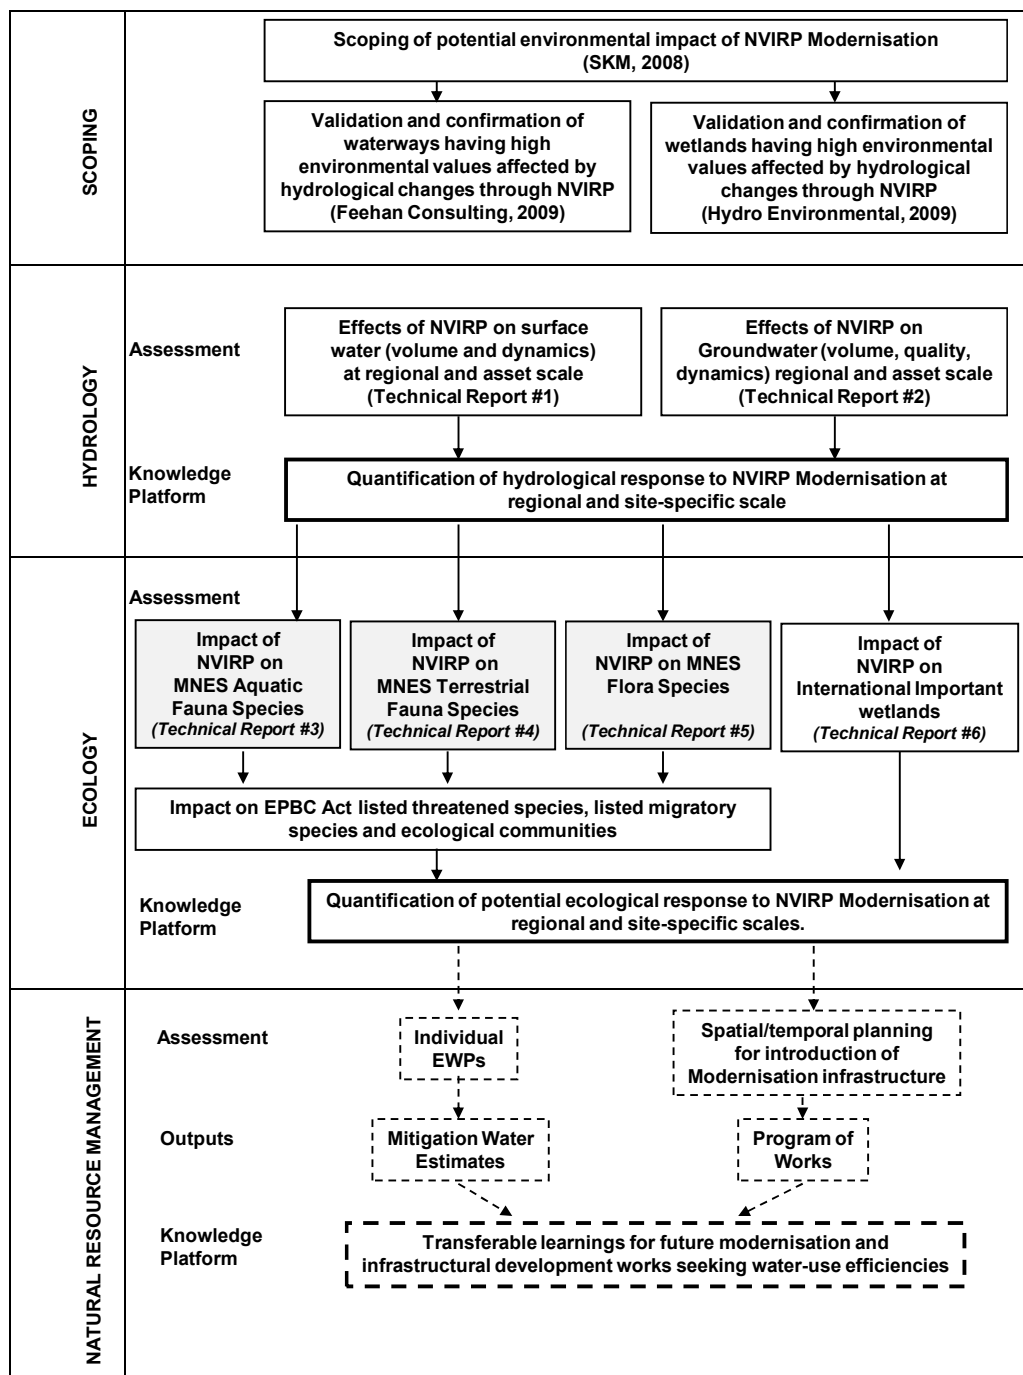 SCOPING
Scoping of potential environmental impact of NVIRP Modernisation
(SKM, 2008)
Validation and confirmation of
waterways having high
environmental values affected by
hydrological changes through NVIRP
(Feehan Consulting, 2009)
Validation and confirmation of
wetlands having high environmental
values affected by hydrological
changes through NVIRP
(Hydro Environmental, 2009)
HYDROLOGY
Assessment
Effects of NVIRP on surface
water (volume and dynamics)
at regional and asset scale
(Technical Report #1)
Effects of NVIRP on
Groundwater (volume, quality,
dynamics) regional and asset scale
(Technical Report #2)
Knowledge
Platform
Quantification of hydrological response to NVIRP Modernisation at
regional and site-specific scale
ECOLOGY
Assessment
Impact of
NVIRP on
MNES Aquatic
Fauna Species
(Technical Report #3)
Impact of
NVIRP on
MNES Terrestrial
Fauna Species
(Technical Report #4)
Impact of
NVIRP on MNES
Flora Species
(Technical Report #5)
Impact of
NVIRP on
International Important
wetlands
(Technical Report #6)
Impact on EPBC Act listed threatened species, listed migratory
species and ecological communities
Knowledge
Platform
Quantification of potential ecological response to NVIRP Modernisation at
regional and site-specific scales.
NATURAL RESOURCE MANAGEMENT
Assessment
Individual
EWPs
Spatial/temporal planning
for introduction of
Modernisation infrastructure
Outputs
Mitigation Water
Estimates
Program of
Works
Knowledge
Platform
Transferable learnings for future modernisation and
infrastructural development works seeking water-use efficiencies